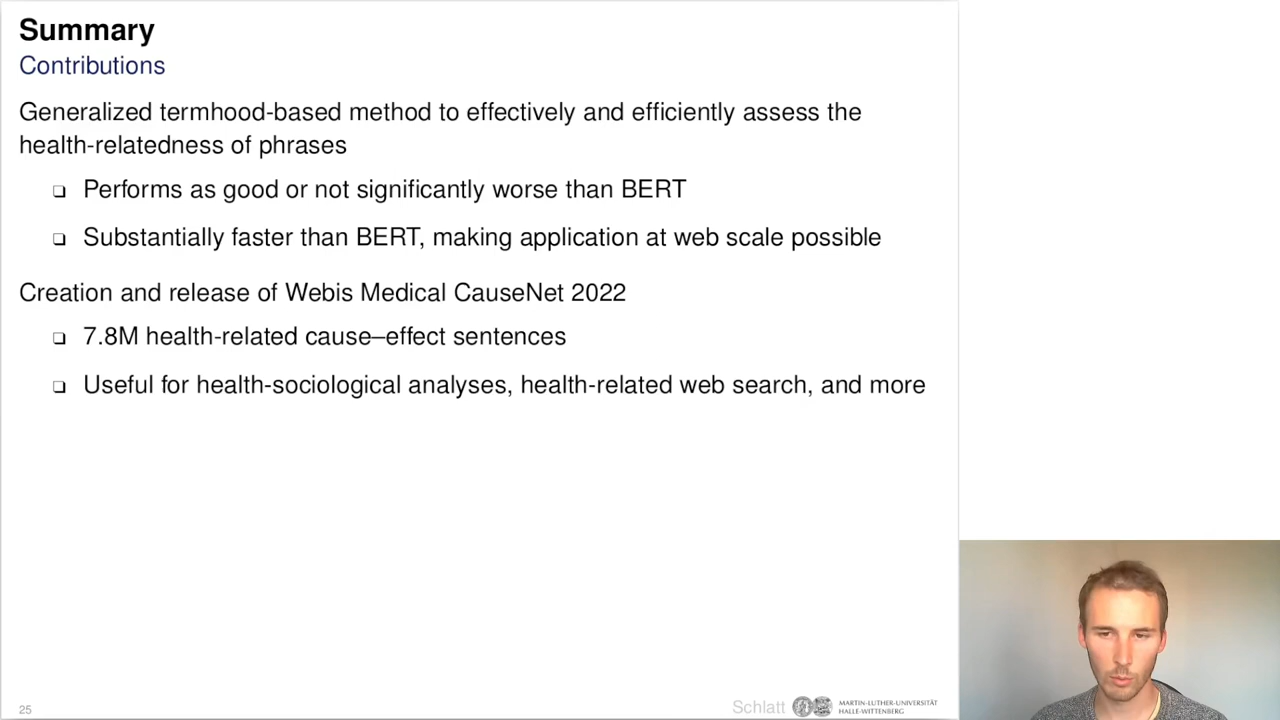 Summary
Contributions
Generalized termhood-based method to effectively and efficiently assess the
health-relatedness of phrases
❑ Performs as good or not significantly worse than BERT
❑ Substantially faster than BERT, making application at web scale possible
Creation and release of Webis Medical CauseNet 2022
❑ 7.8M health-related cause–effect sentences
❑ Useful for health-sociological analyses, health-related web search, and more
25
Schlatt
MARTIN-LUTHER-UNIVERSITÄT
HALLE-WITTENBERG